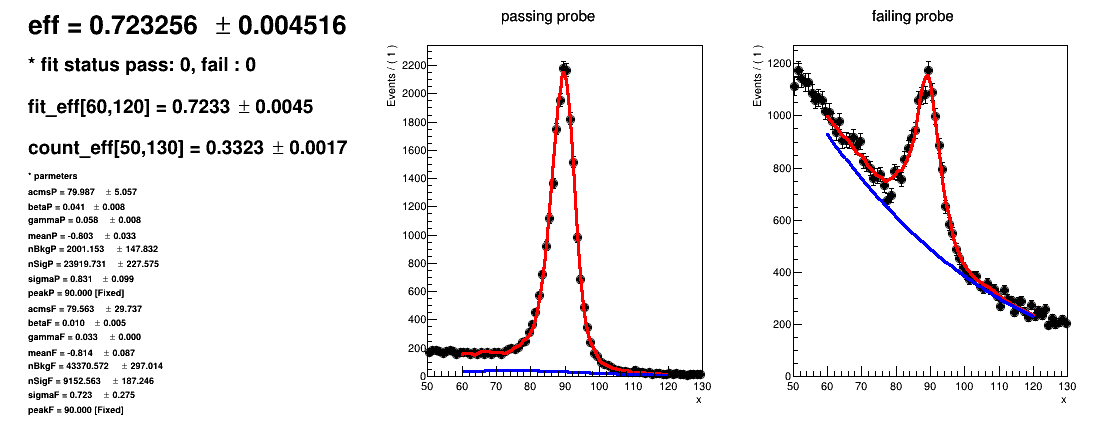 eff = 0.723256 ± 0.004516
* fit status pass: 0, fail : 0
fit_eff[60,120] = 0.7233 ± 0.0045
count_eff[50,130] = 0.3323 ± 0.0017
* parmeters
acmsP = 79.987 ± 5.057
betaP = 0.041 ± 0.008
gammaP = 0.058 ± 0.008
meanP = -0.803 ± 0.033
nBkgP = 2001.153 ± 147.832
nSigP = 23919.731 ± 227.575
sigmaP = 0.831 ± 0.099
peakP = 90.000 [Fixed]
acmsF = 79.563 ± 29.737
betaF = 0.010 ± 0.005
gammaF = 0.033 ± 0.000
meanF = -0.814 ± 0.087
nBkgF = 43370.572 ± 297.014
nSigF = 9152.563 ± 187.246
sigmaF = 0.723 ± 0.275
peakF = 90.000 [Fixed]
passing probe
Events / ( 1 )
2200
2000
1800
1600
1400
1200
1000
800
600
400
200
0
50 60 70 80 90 100 110 120 130
x
failing probe
Events / ( 1 )
1200
1000
800
600
400
200
0
50 60 70 80 90 100 110 120 130
x